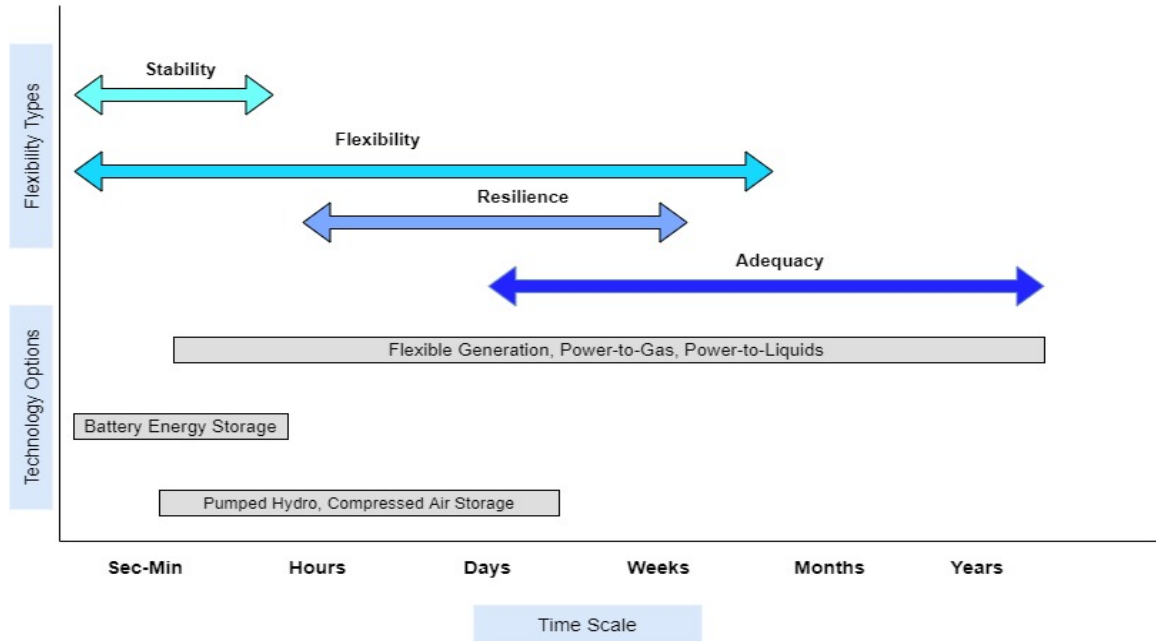 Flexibility Types
Stability
Flexibility
Resilience
Adequacy
Technology Options
Flexible Generation, Power-to-Gas, Power-to-Liquids
Battery Energy Storage
Pumped Hydro, Compressed Air Storage
Sec-Min Hours Days Weeks Months Years
Time Scale